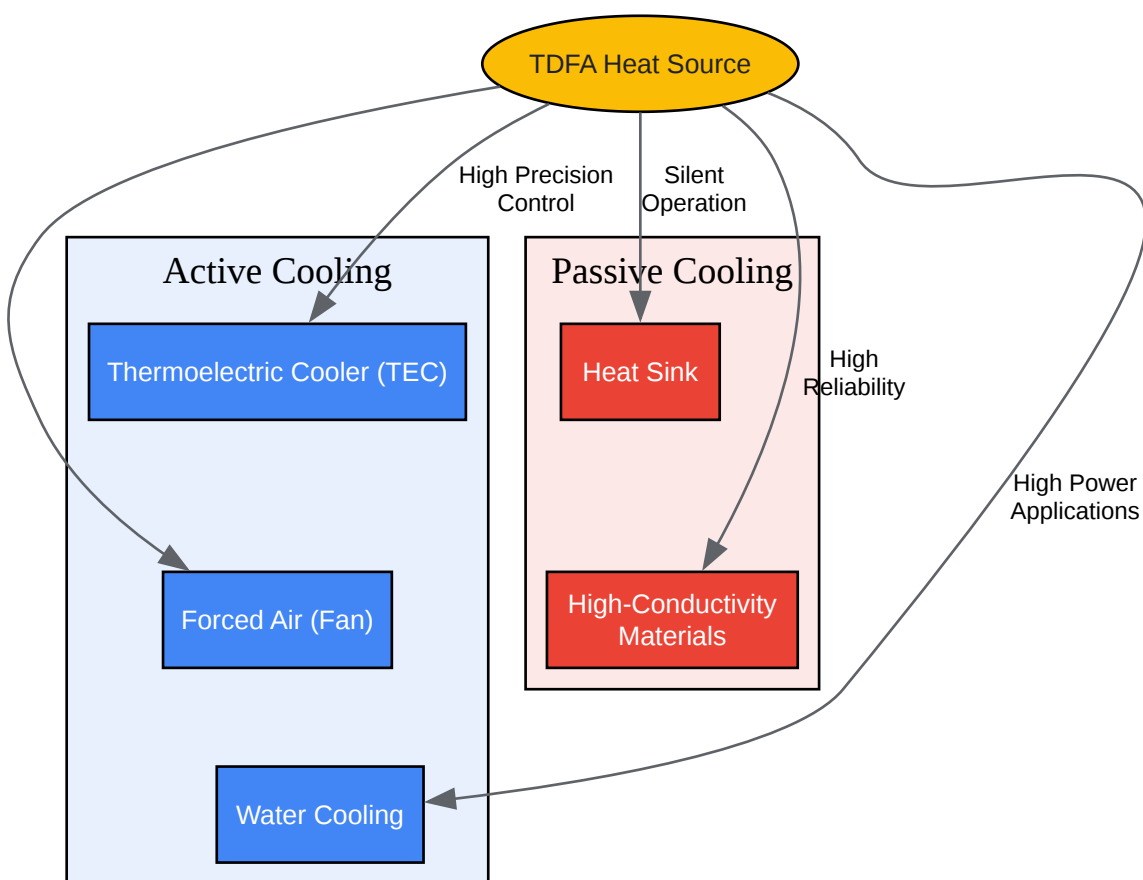 TDFA Heat Source
High Precision
Control
Silent
Operation
Active Cooling
Passive Cooling
Thermoelectric Cooler (TEC)
Heat Sink
High
Reliability
High Power
Applications
Forced Air (Fan)
High-Conductivity
Materials
Water Cooling